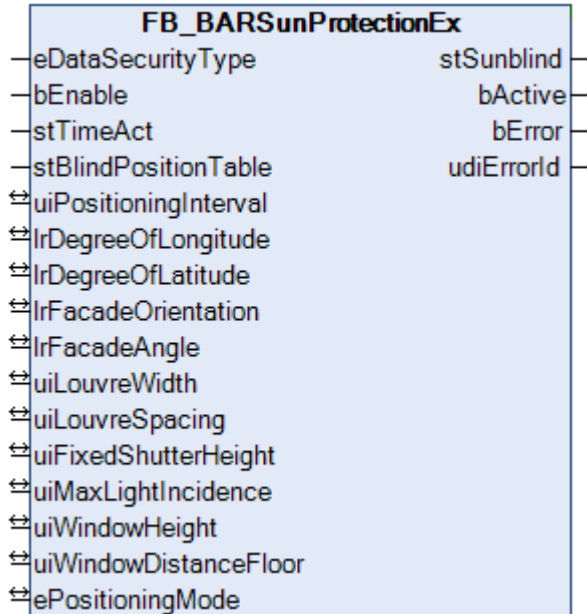 FB_BARSunProtectionEx
eDataSecurityType stSunblind
bEnable bActive
stTimeAct bError
stBlindPositionTable udiErrorId
uiPositioningInterval
lrDegreeOfLongitude
lrDegreeOfLatitude
lrFacadeOrientation
lrFacadeAngle
uiLouvreWidth
uiLouvreSpacing
uiFixedShutterHeight
uiMaxLightIncidence
uiWindowHeight
uiWindowDistanceFloor
ePositioningMode